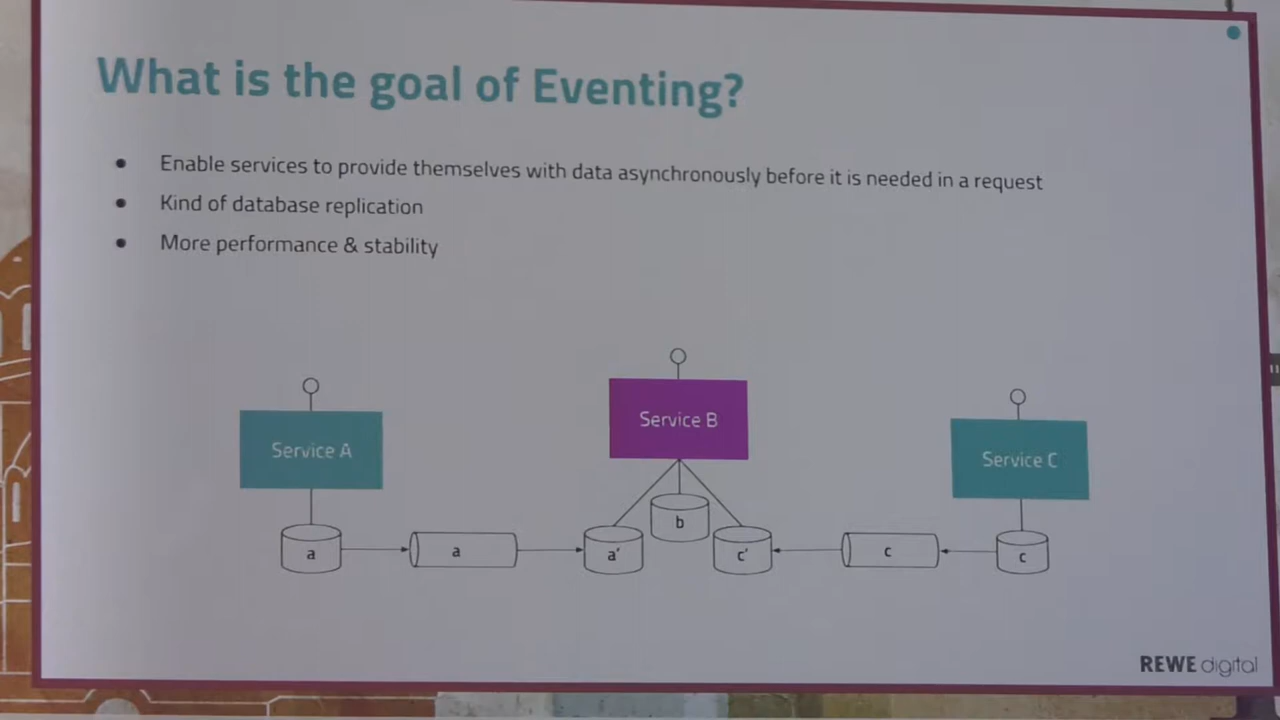 What is the goal of Eventing?
Enable services to provide themselves with data asynchronously before it is needed in a request
Kind of database replication
More performance & stability
Service A
Service B
Service C
a
a
a'
b
c'
c
c
REWE digital